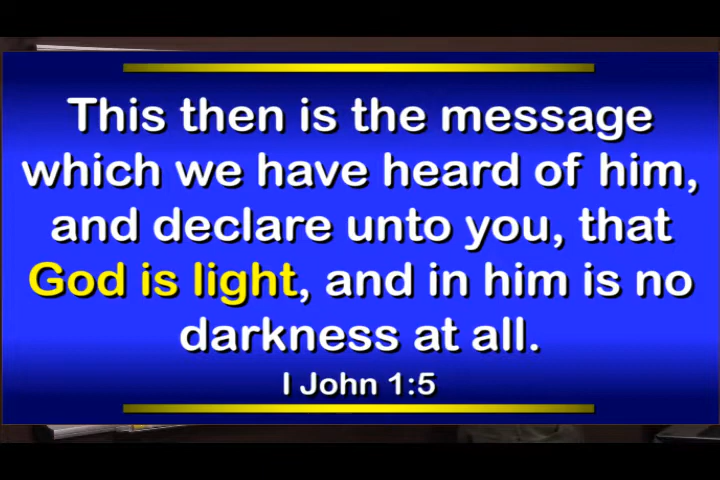 This then is the message
which we have heard of him,
and declare unto you, that
God is light, and in him is no
darkness at all.
I John 1:5